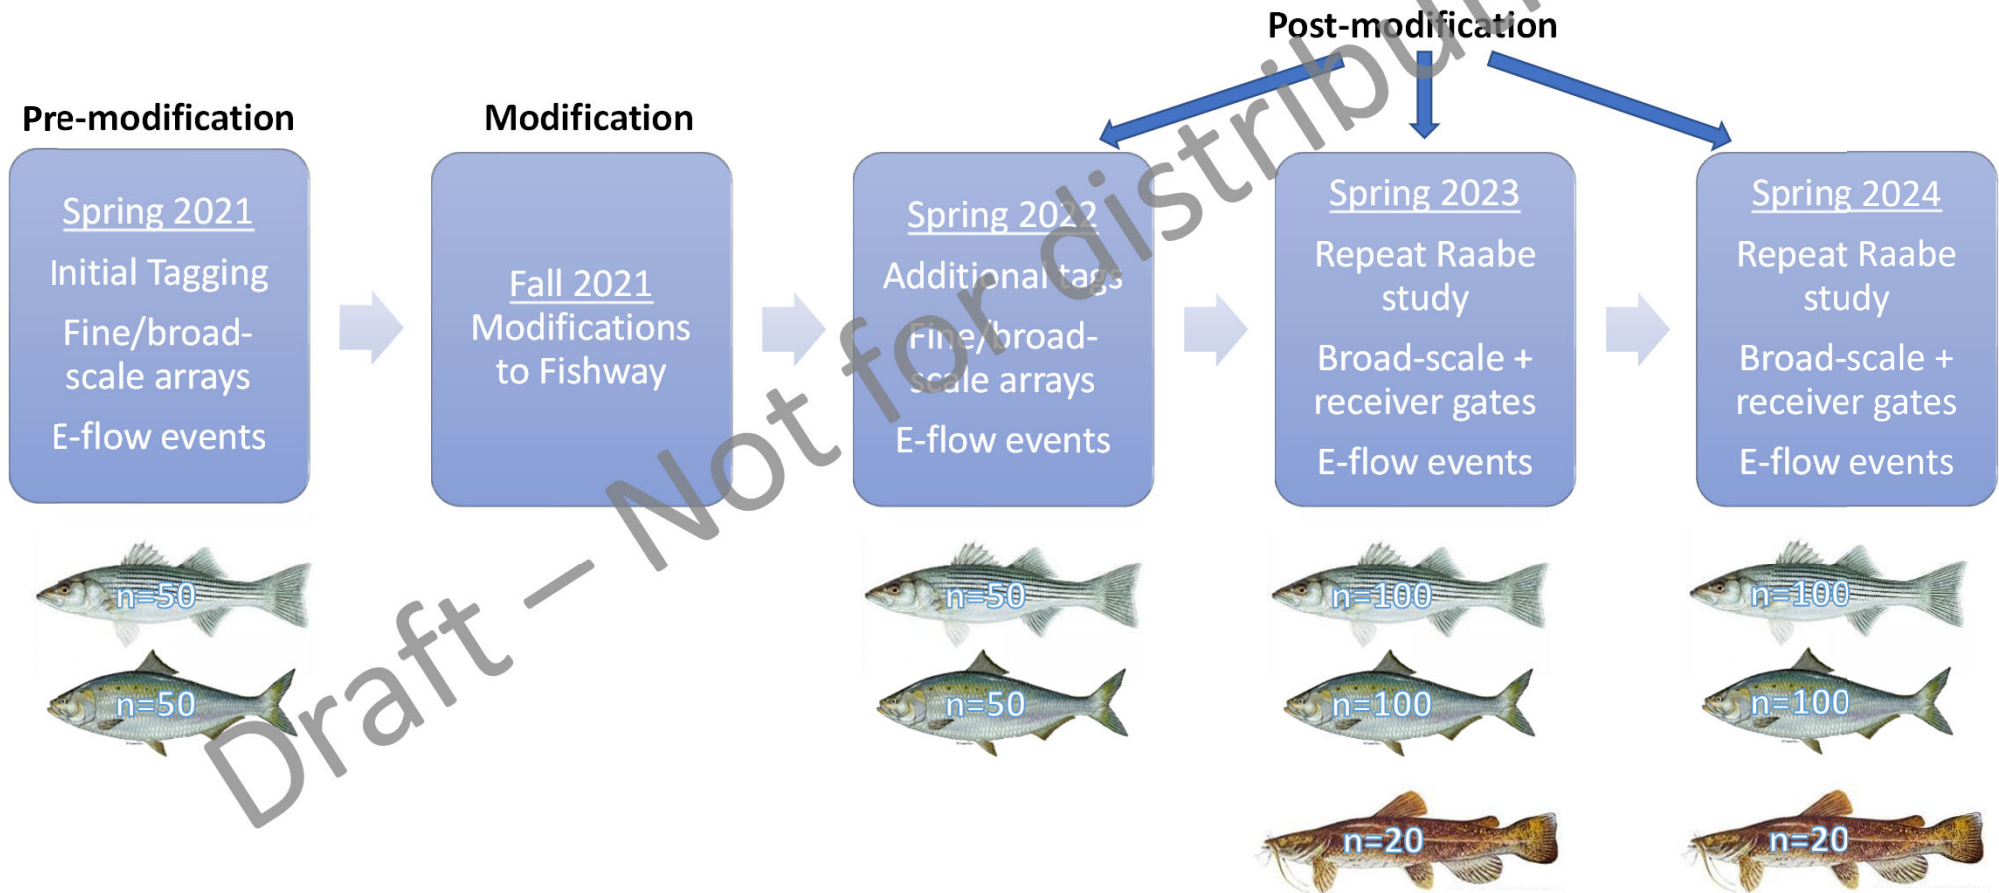 Post-modification
Pre-modification
Modification
Spring 2021
Initial Tagging
Fine/broad-
scale arrays
E-flow events
Fall 2021
Modifications
to Fishway
Spring 2022
Additional tags
Fine/broad-
scale arrays
E-flow events
Spring 2023
Repeat Raabe
study
Broad-scale +
receiver gates
E-flow events
Spring 2024
Repeat Raabe
study
Broad-scale +
receiver gates
E-flow events
n=50
n=50
n=50
n=50
n=100
n=100
n=20
n=100
n=100
n=20
Draft – Not for distributi